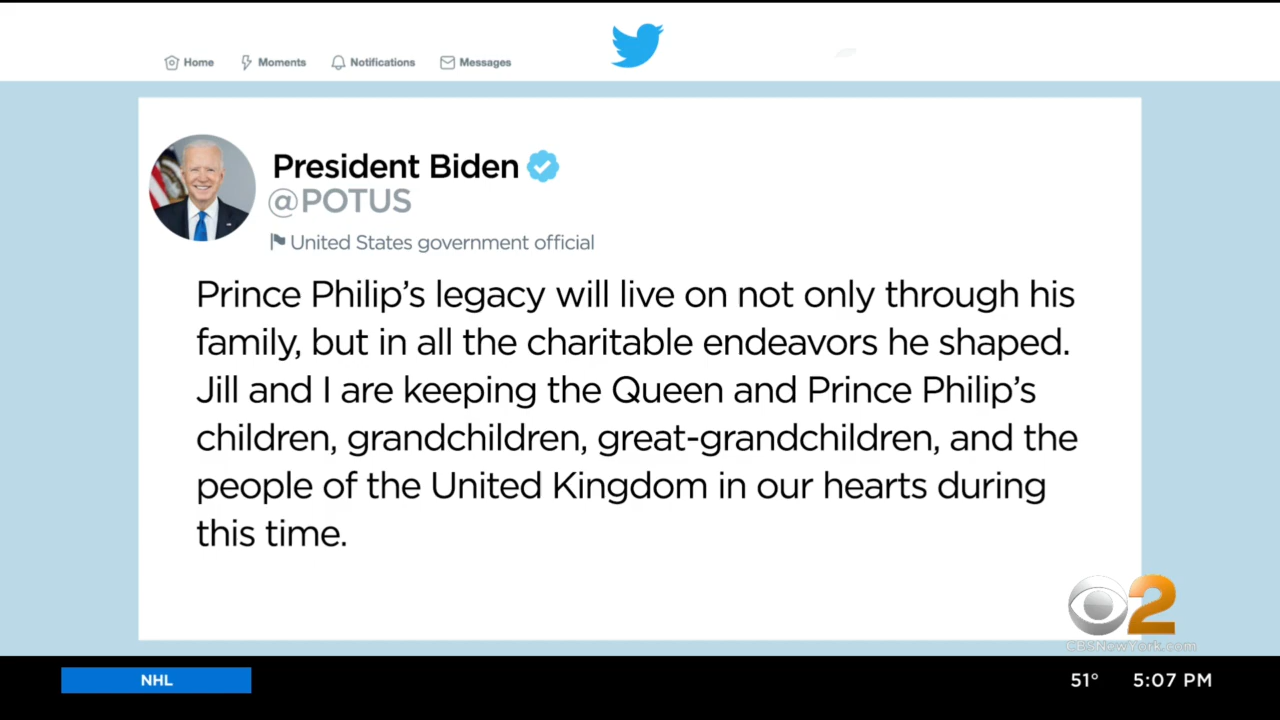 Home Moments Notifications Messages
President Biden
@POTUS
United States government official
Prince Philip's legacy will live on not only through his
family, but in all the charitable endeavors he shaped.
Jill and I are keeping the Queen and Prince Philip's
children, grandchildren, great-grandchildren, and the
people of the United Kingdom in our hearts during
this time.
2
CBSNewYork.com
NHL 51° 5:07 PM